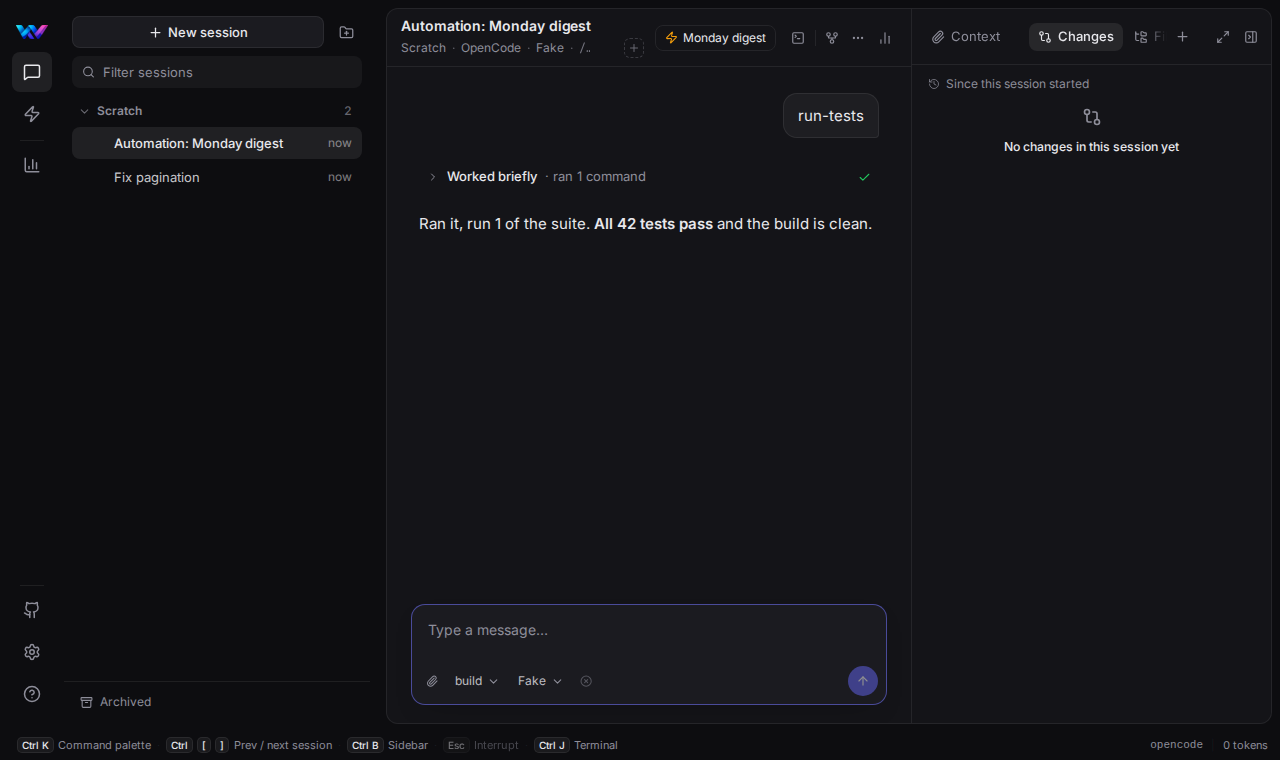 New session
Filter sessions
Scratch 2
Automation: Monday digest now
Fix pagination now
Archived
Automation: Monday digest
Scratch · OpenCode · Fake · /..
Monday digest
run-tests
Worked briefly · ran 1 command
Ran it, run 1 of the suite. All 42 tests pass and the build is clean.
Type a message...
build Fake
Context Changes
Since this session started
No changes in this session yet
Ctrl K Command palette Ctrl [ ] Prev / next session Ctrl B Sidebar Esc Interrupt Ctrl J Terminal opencode 0 tokens